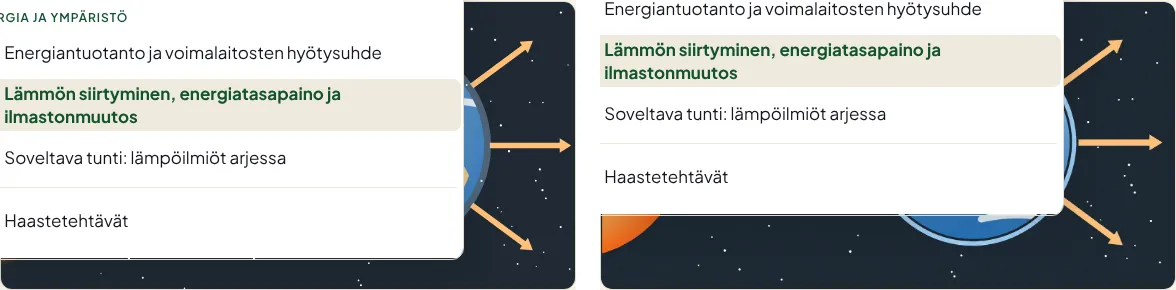 RGIA JA YMPÄRISTÖ
Energiantuotanto ja voimalaitosten hyötysuhde
Lämmön siirtyminen, energiatasapaino ja
ilmastonmuutos
Soveltava tunti: lämpöilmiöt arjessa
Haastetehtävät
Energiantuotanto ja voimalaitosten hyötysuhde
Lämmön siirtyminen, energiatasapaino ja
ilmastonmuutos
Soveltava tunti: lämpöilmiöt arjessa
Haastetehtävät